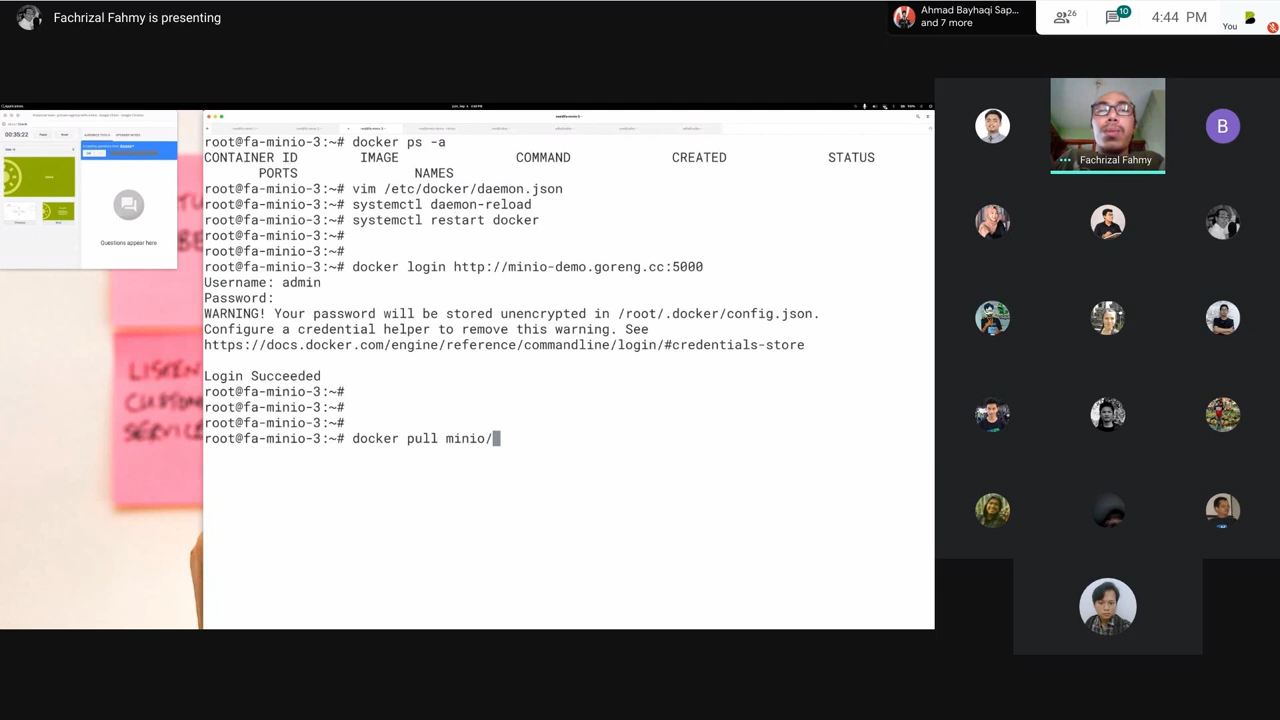 Fachrizal Fahmy is presenting
Ahmad Bayhaqi Sap...
and 7 more
26
10
4:44 PM
You
00:35:22
Questions appear here
LISTEN
CUSTOM
SERVICE
root@fa-minio-3:~# docker ps -a
CONTAINER ID IMAGE COMMAND CREATED STATUS
PORTS NAMES
root@fa-minio-3:~# vim /etc/docker/daemon.json
root@fa-minio-3:~# systemctl daemon-reload
root@fa-minio-3:~# systemctl restart docker
root@fa-minio-3:~#
root@fa-minio-3:~#
root@fa-minio-3:~# docker login http://minio-demo.goreng.cc:5000
Username: admin
Password:
WARNING! Your password will be stored unencrypted in /root/.docker/config.json.
Configure a credential helper to remove this warning. See
https://docs.docker.com/engine/reference/commandline/login/#credentials-store
Login Succeeded
root@fa-minio-3:~#
root@fa-minio-3:~#
root@fa-minio-3:~#
root@fa-minio-3:~# docker pull minio/
Fachrizal Fahmy
B